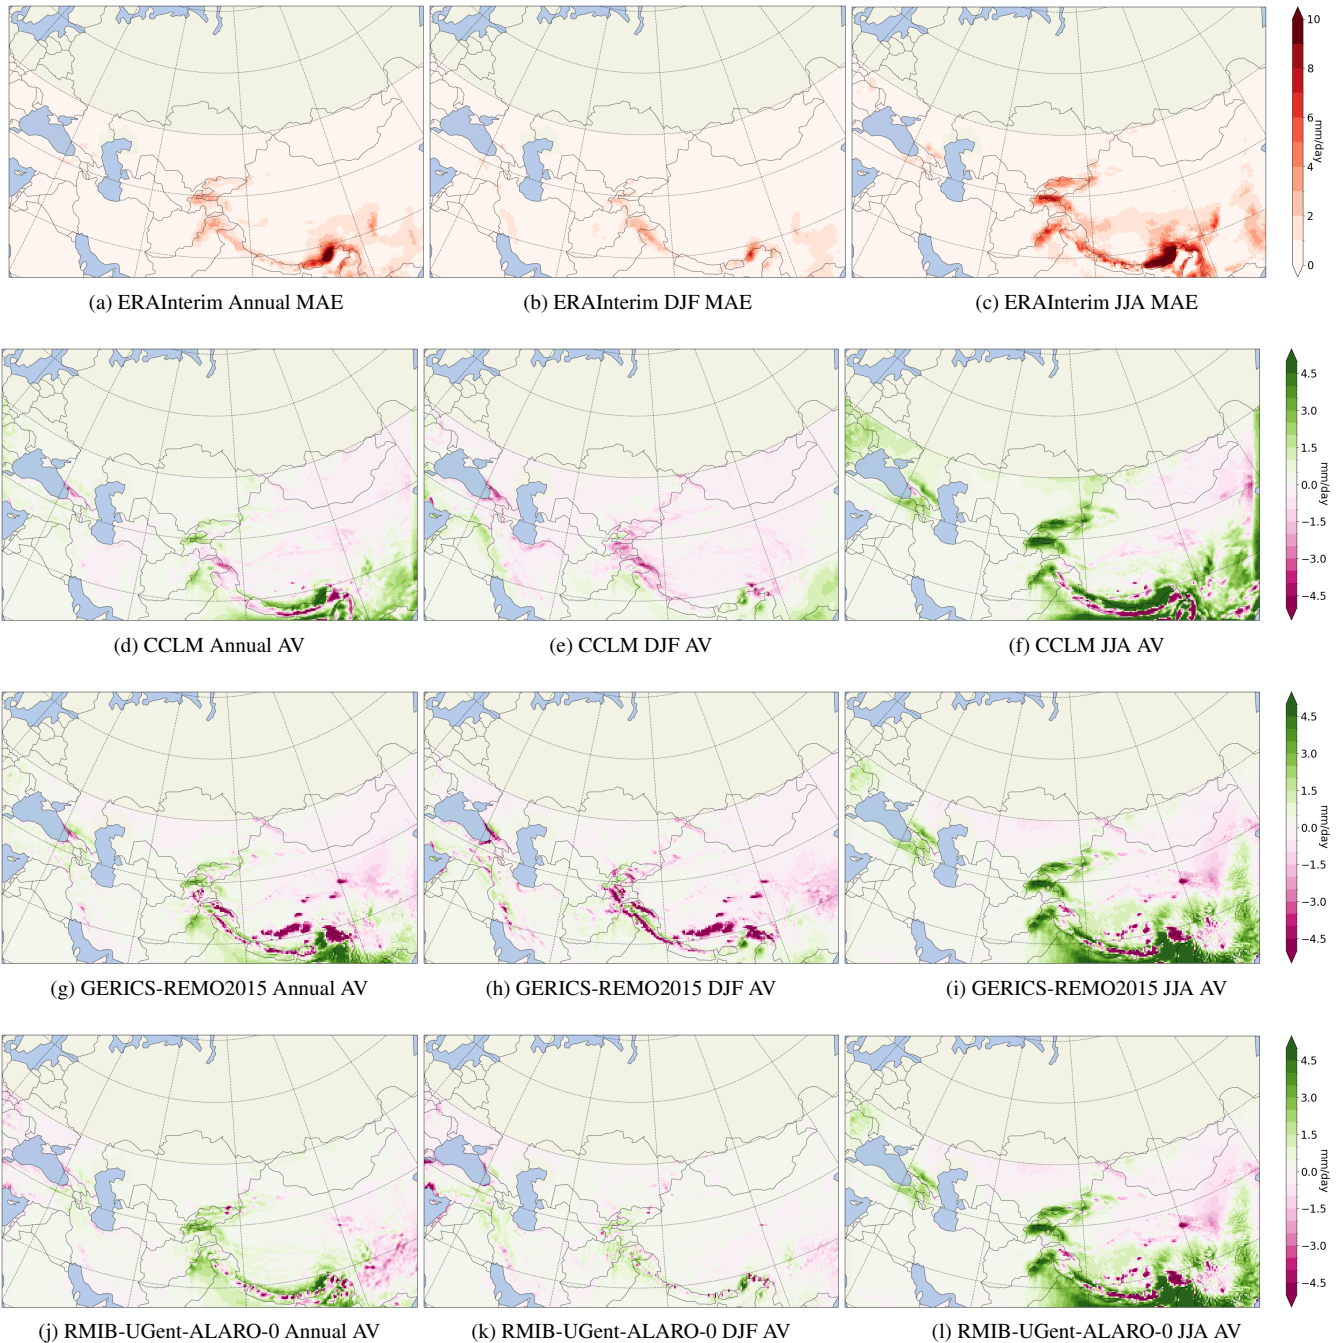 10
8
6
4
2
0
mm/day
(a) ERAInterim Annual MAE
(b) ERAInterim DJF MAE
(c) ERAInterim JJA MAE
4.5
3.0
1.5
0.0
−1.5
−3.0
−4.5
mm/day
(d) CCLM Annual AV
(e) CCLM DJF AV
(f) CCLM JJA AV
4.5
3.0
1.5
0.0
−1.5
−3.0
−4.5
mm/day
(g) GERICS-REMO2015 Annual AV
(h) GERICS-REMO2015 DJF AV
(i) GERICS-REMO2015 JJA AV
4.5
3.0
1.5
0.0
−1.5
−3.0
−4.5
mm/day
(j) RMIB-UGent-ALARO-0 Annual AV
(k) RMIB-UGent-ALARO-0 DJF AV
(l) RMIB-UGent-ALARO-0 JJA AV